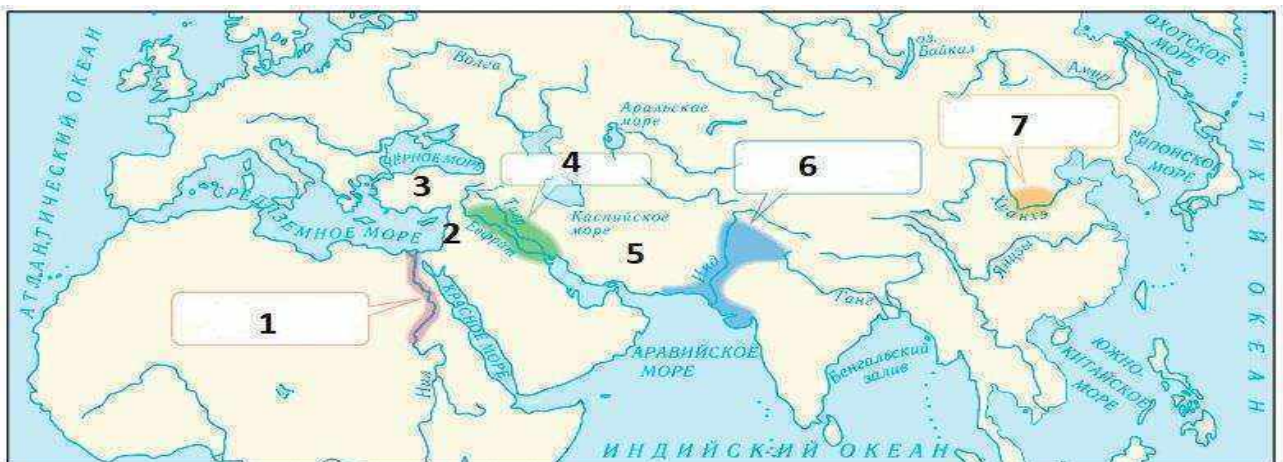 АТЛАНТИЧЕСКИЙ ОКЕАН
Волга
оз.
Байкал
Амур
ОХОТСКОЕ
МОРЕ
Аральское
море
ЧЁРНОЕ МОРЕ
СРЕДИЗЕМНОЕ МОРЕ
3
4
2
Тигр
Евфрат
Каспийское
море
5
6
7
ЯПОНСКОЕ
МОРЕ
ТИХИЙ ОКЕАН
Хуанхэ
Янцзы
Инд
Ганг
1
КРАСНОЕ МОРЕ
Нил
АРАВИЙСКОЕ
МОРЕ
Бенгальский
залив
ЮЖНО-
КИТАЙСКОЕ
МОРЕ
ИНДИЙСКИЙ ОКЕАН